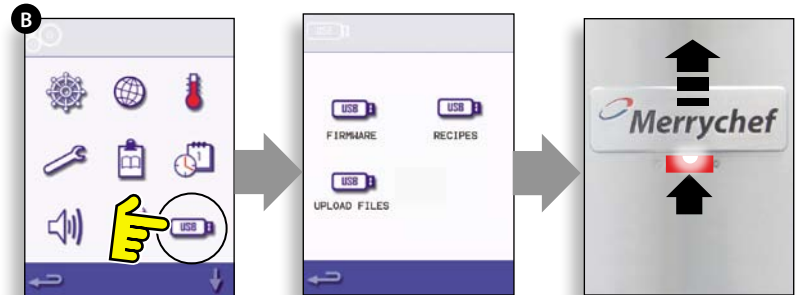 B
USB
USB
USB
FIRMWARE
USB
RECIPES
USB
UPLOAD FILES
Merrychef